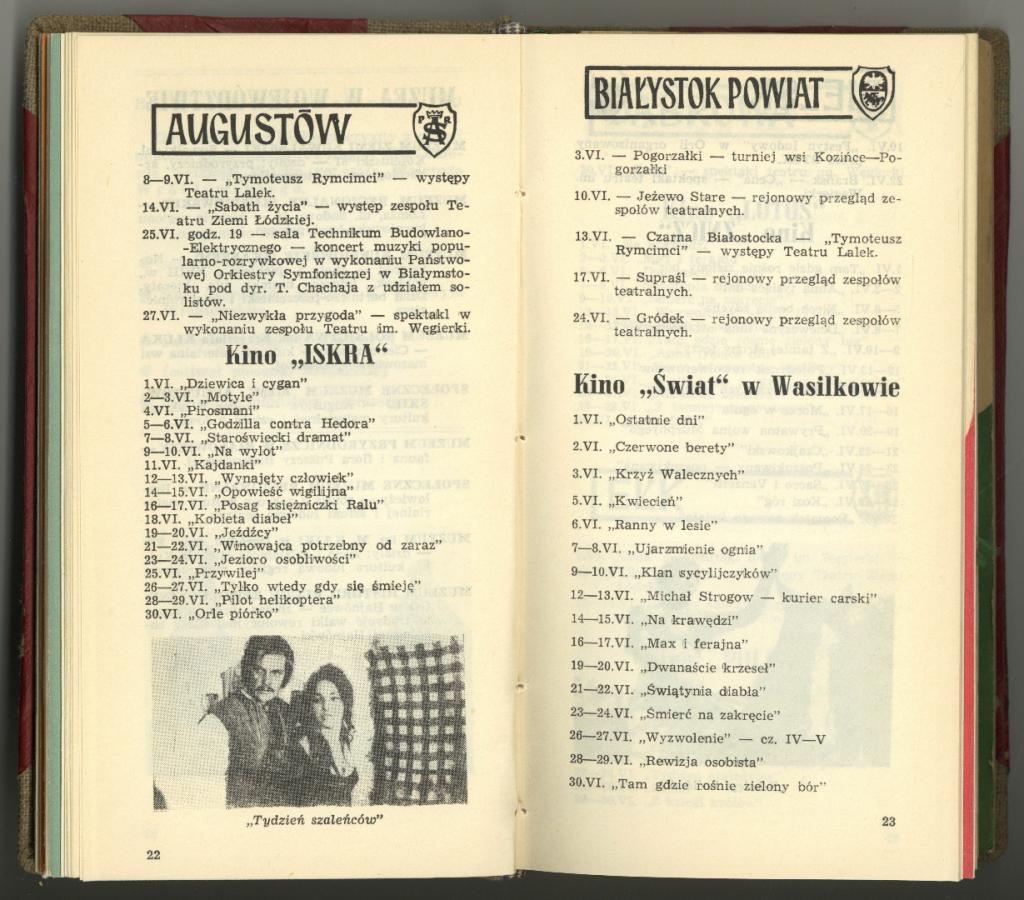 AUGUSTÓW
P R
8—9.VI. — „Tymoteusz Rymcimci” — występy
Teatru Lalek.
14.VI. — „Sabath życia” — występ zespołu Te-
atru Ziemi Łódzkiej.
25.VI. godz. 19 — sala Technikum Budowlano-
-Elektrycznego — koncert muzyki popu-
larno-rozrywkowej w wykonaniu Państwo-
wej Orkiestry Symfonicznej w Białymsto-
ku pod dyr. T. Chachaja z udziałem so-
listów.
27.VI. — „Niezwykła przygoda” — spektakl w
wykonaniu zespołu Teatru im. Węgierki.
Kino „ISKRA“
1.VI. „Dziewica i cygan”
2—3.VI. „Motyle”
4.VI. „Pirosmani”
5—6.VI. „Godzilla contra Hedora”
7—8.VI. „Staroświecki dramat”
9—10.VI. „Na wylot”
11.VI. „Kajdanki”
12—13.VI. „Wynajęty człowiek”
14—15.VI. „Opowieść wigilijna”
16—17.VI. „Posąg księżniczki Ralu”
18.VI. „Kobieta diabeł”
19—20.VI. „Jeźdźcy”
21—22.VI. „Winowajca potrzebny od zaraz”
23—24.VI. „Jezioro osobliwości”
25.VI. „Przywilej”
26—27.VI. „Tylko wtedy gdy się śmieję”
28—29.VI. „Pilot helikoptera”
30.VI. „Orle piórko”
„Tydzień szaleńców”
22
BIAŁYSTOK POWIAT
3.VI. — Pogorzałki — turniej wsi Kozińce—Po-
gorzałki
10.VI. — Jeżewo Stare — rejonowy przegląd ze-
społów teatralnych.
13.VI. — Czarna Białostocka — „Tymoteusz
Rymcimci” — występy Teatru Lalek.
17.VI. — Supraśl — rejonowy przegląd zespołów
teatralnych.
24.VI. — Gródek — rejonowy przegląd zespołów
teatralnych.
Kino „Świat“ w Wasilkowie
1.VI. „Ostatnie dni”
2.VI. „Czerwone berety”
3.VI. „Krzyż Walecznych”
5.VI. „Kwiecień”
6.VI. „Ranny w lesie”
7—8.VI. „Ujarzmienie ognia”
9—10.VI. „Klan sycylijczyków”
12—13.VI. „Michał Strogow — kurier carski”
14—15.VI. „Na krawędzi”
16—17.VI. „Max i ferajna”
19—20.VI. „Dwanaście krzeseł”
21—22.VI. „Świątynia diabła”
23—24.VI. „Śmierć na zakręcie”
26—27.VI. „Wyzwolenie” — cz. IV—V
28—29.VI. „Rewizja osobista”
30.VI. „Tam gdzie rośnie zielony bór”
23